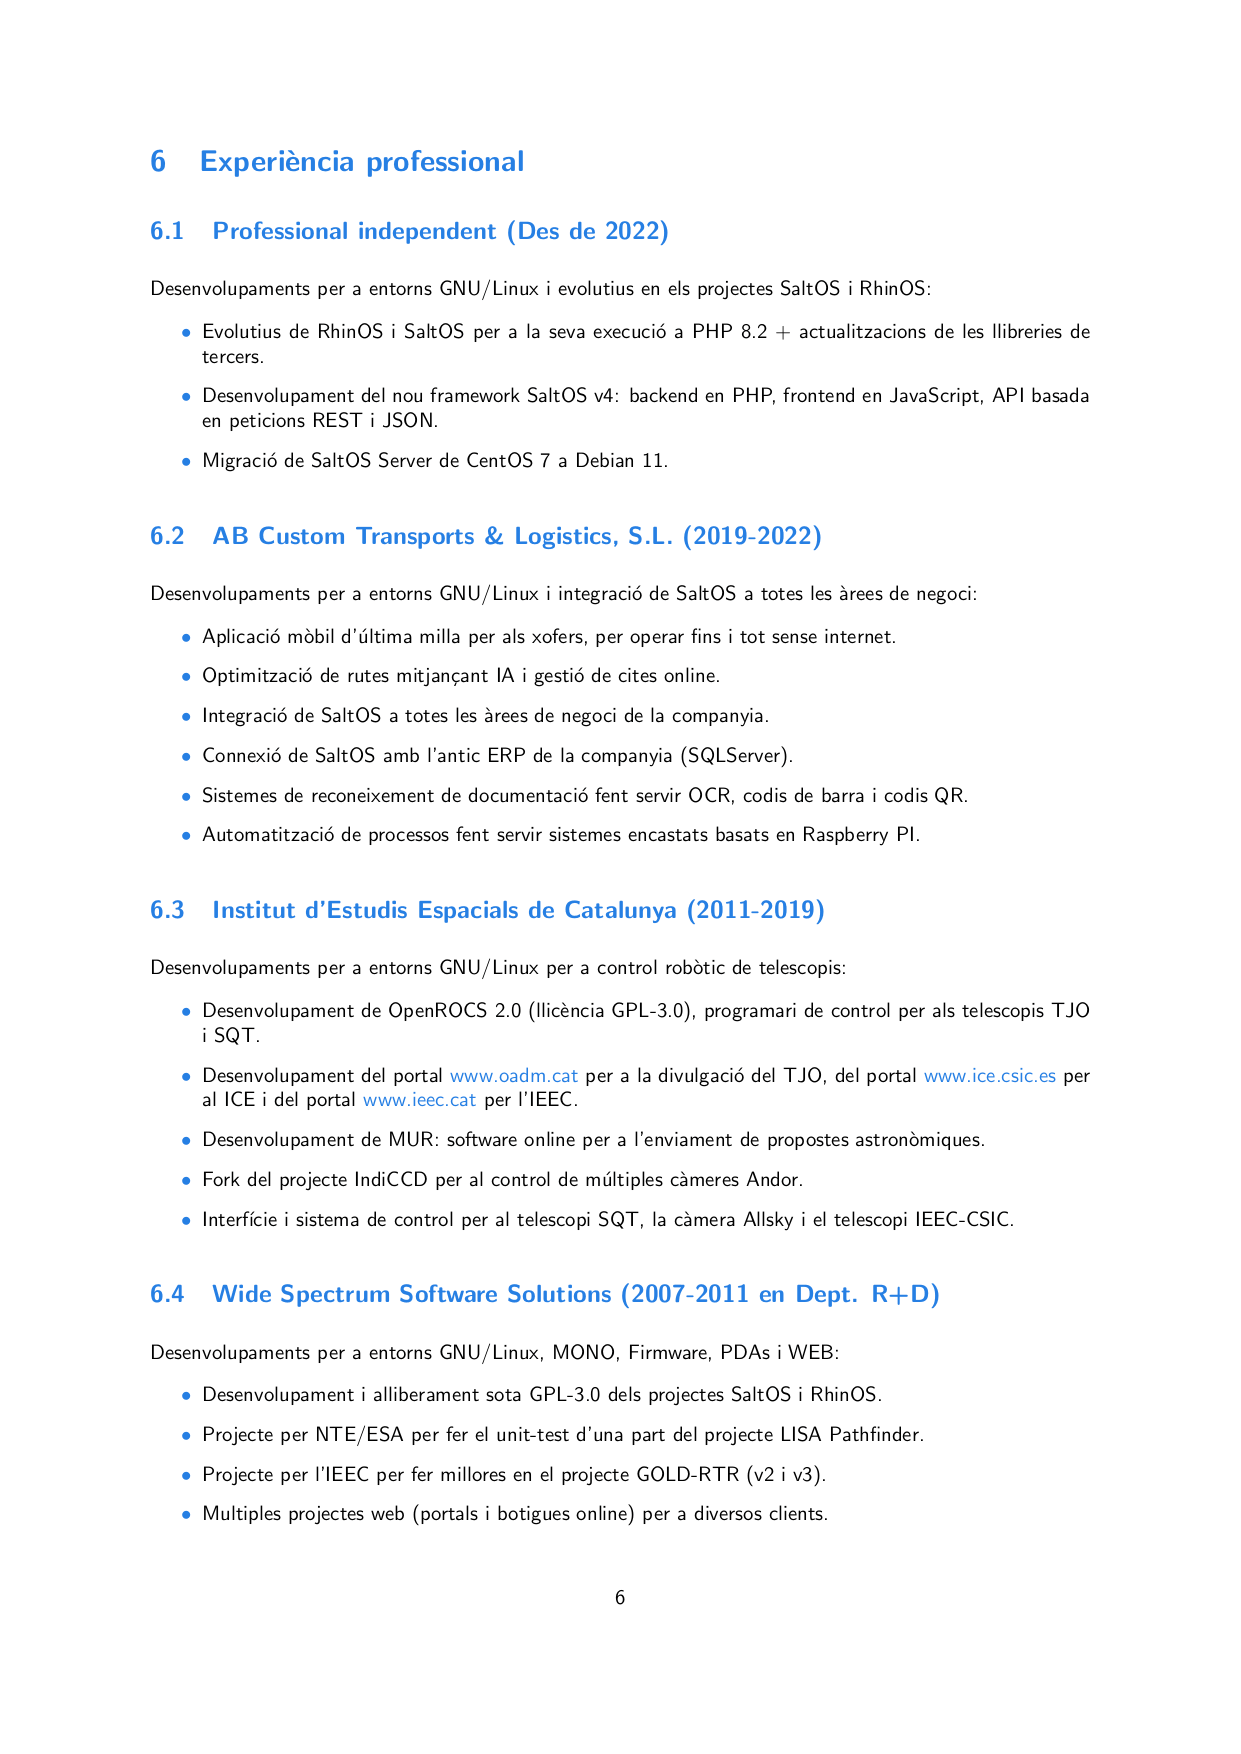 6 Experiència professional
6.1 Professional independent (Des de 2022)
Desenvolupaments per a entorns GNU/Linux i evolutius en els projectes SaltOS i RhinOS:
• Evolutius de RhinOS i SaltOS per a la seva execució a PHP 8.2 + actualitzacions de les llibreries de
tercers.
• Desenvolupament del nou framework SaltOS v4: backend en PHP, frontend en JavaScript, API basada
en peticions REST i JSON.
• Migració de SaltOS Server de CentOS 7 a Debian 11.
6.2 AB Custom Transports & Logistics, S.L. (2019-2022)
Desenvolupaments per a entorns GNU/Linux i integració de SaltOS a totes les àrees de negoci:
• Aplicació mòbil d'última milla per als xofers, per operar fins i tot sense internet.
• Optimització de rutes mitjançant IA i gestió de cites online.
• Integració de SaltOS a totes les àrees de negoci de la companyia.
• Connexió de SaltOS amb l'antic ERP de la companyia (SQLServer).
• Sistemes de reconeixement de documentació fent servir OCR, codis de barra i codis QR.
• Automatització de processos fent servir sistemes encastats basats en Raspberry PI.
6.3 Institut d'Estudis Espacials de Catalunya (2011-2019)
Desenvolupaments per a entorns GNU/Linux per a control robòtic de telescopis:
• Desenvolupament de OpenROCS 2.0 (llicència GPL-3.0), programari de control per als telescopis TJO
i SQT.
• Desenvolupament del portal www.oadm.cat per a la divulgació del TJO, del portal www.ice.csic.es per
al ICE i del portal www.ieec.cat per l'IEEC.
• Desenvolupament de MUR: software online per a l'enviament de propostes astronòmiques.
• Fork del projecte IndiCCD per al control de múltiples càmeres Andor.
• Interfície i sistema de control per al telescopi SQT, la càmera Allsky i el telescopi IEEC-CSIC.
6.4 Wide Spectrum Software Solutions (2007-2011 en Dept. R+D)
Desenvolupaments per a entorns GNU/Linux, MONO, Firmware, PDAs i WEB:
• Desenvolupament i alliberament sota GPL-3.0 dels projectes SaltOS i RhinOS.
• Projecte per NTE/ESA per fer el unit-test d'una part del projecte LISA Pathfinder.
• Projecte per l'IEEC per fer millores en el projecte GOLD-RTR (v2 i v3).
• Multiples projectes web (portals i botigues online) per a diversos clients.
6